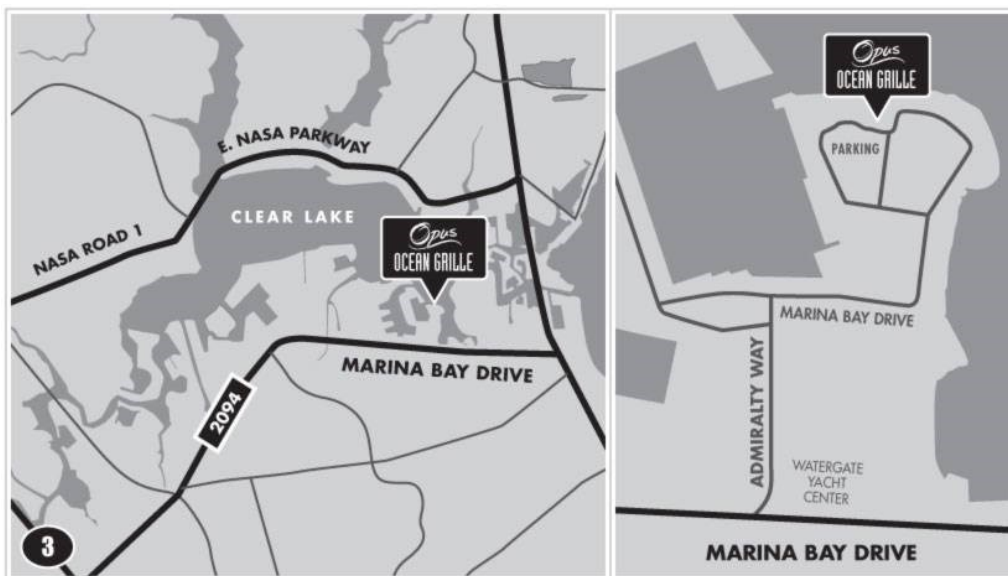 E. NASA PARKWAY
CLEAR LAKE
NASA ROAD 1
Opus
OCEAN GRILLE
MARINA BAY DRIVE
2094
3
Opus
OCEAN GRILLE
PARKING
MARINA BAY DRIVE
ADMIRALTY WAY
WATERGATE
YACHT
CENTER
MARINA BAY DRIVE